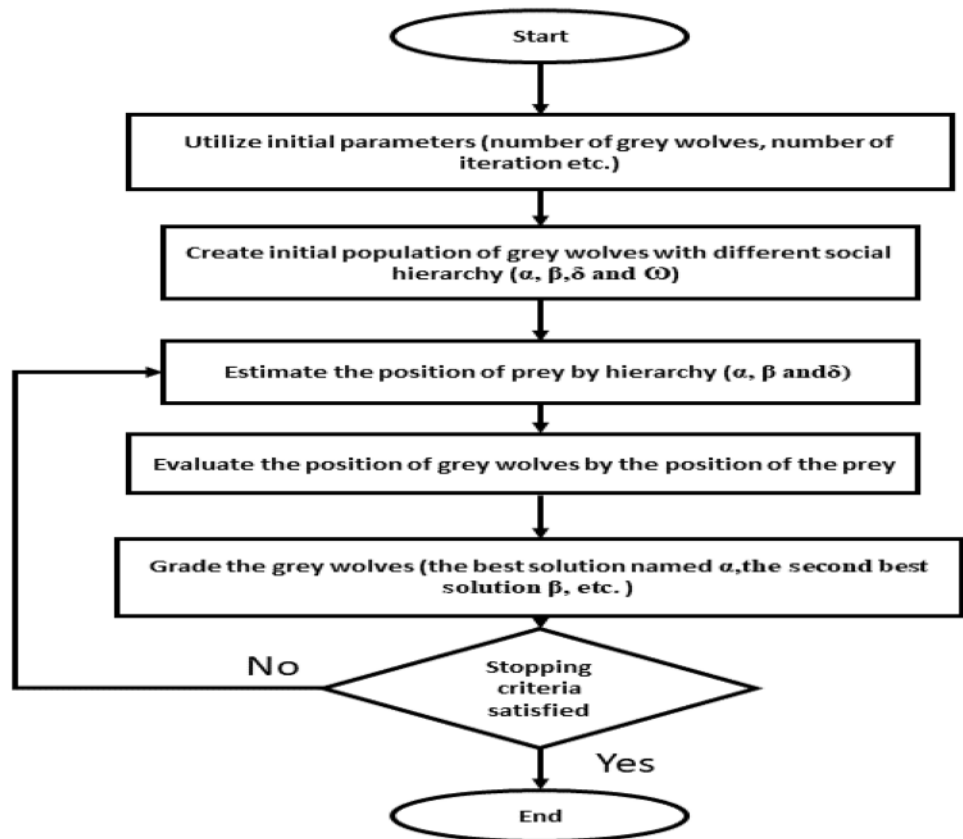 Start
Utilize initial parameters (number of grey wolves, number of
iteration etc.)
Create initial population of grey wolves with different social
hierarchy (α, β,δ and Ѡ)
Estimate the position of prey by hierarchy (α, β andδ)
Evaluate the position of grey wolves by the position of the prey
Grade the grey wolves (the best solution named α,the second best
solution β, etc. )
Stopping
criteria
satisfied
No
Yes
End